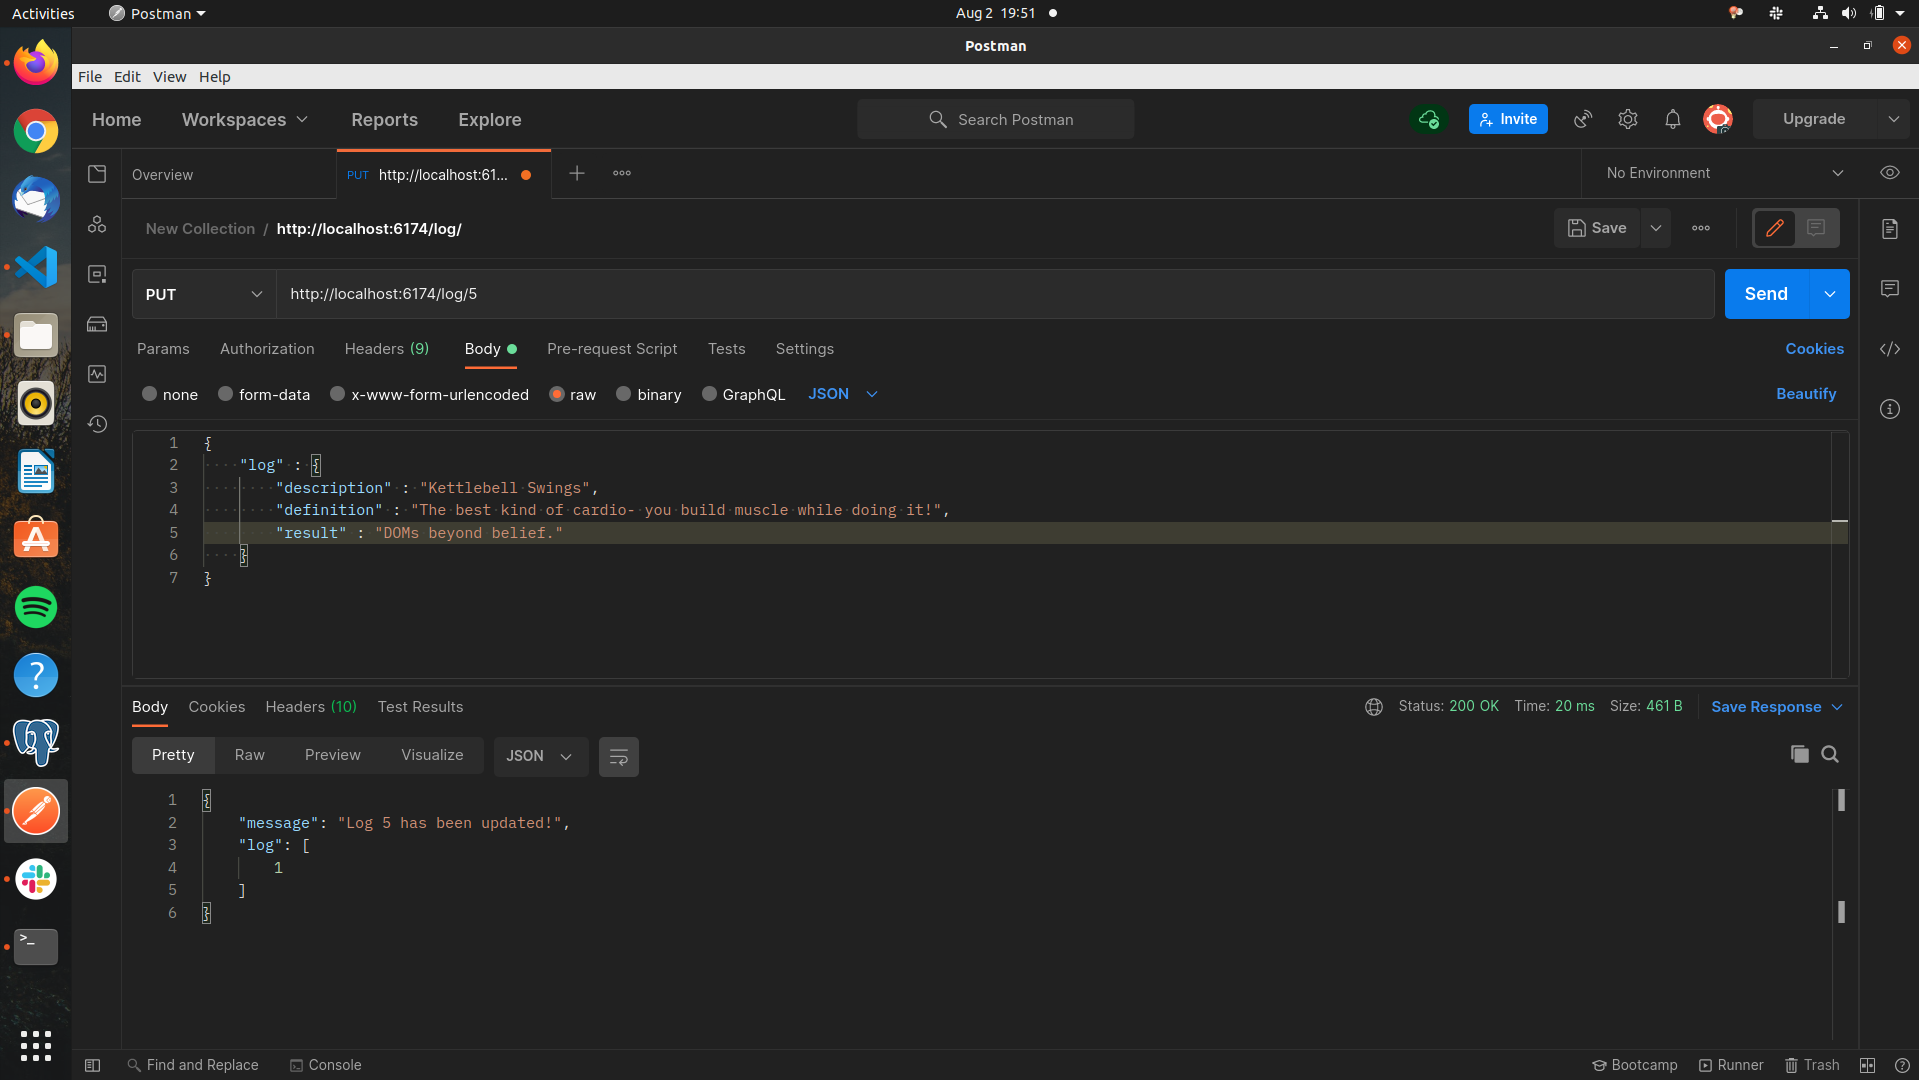 Activities Postman Aug 2 19:51
Postman
File Edit View Help
Home Workspaces Reports Explore Search Postman Invite Upgrade
Overview PUT http://localhost:61... No Environment
New Collection / http://localhost:6174/log/ Save
PUT http://localhost:6174/log/5 Send
Params Authorization Headers (9) Body Pre-request Script Tests Settings Cookies
none form-data x-www-form-urlencoded raw binary GraphQL JSON Beautify
1 {
2 "log" : {
3 "description" : "Kettlebell Swings",
4 "definition" : "The best kind of cardio- you build muscle while doing it!",
5 "result" : "DOMs beyond belief."
6 }
7 }
Body Cookies Headers (10) Test Results Status: 200 OK Time: 20 ms Size: 461 B Save Response
Pretty Raw Preview Visualize JSON
1 {
2 "message": "Log 5 has been updated!",
3 "log": [
4 1
5 ]
6 }
Find and Replace Console Bootcamp Runner Trash